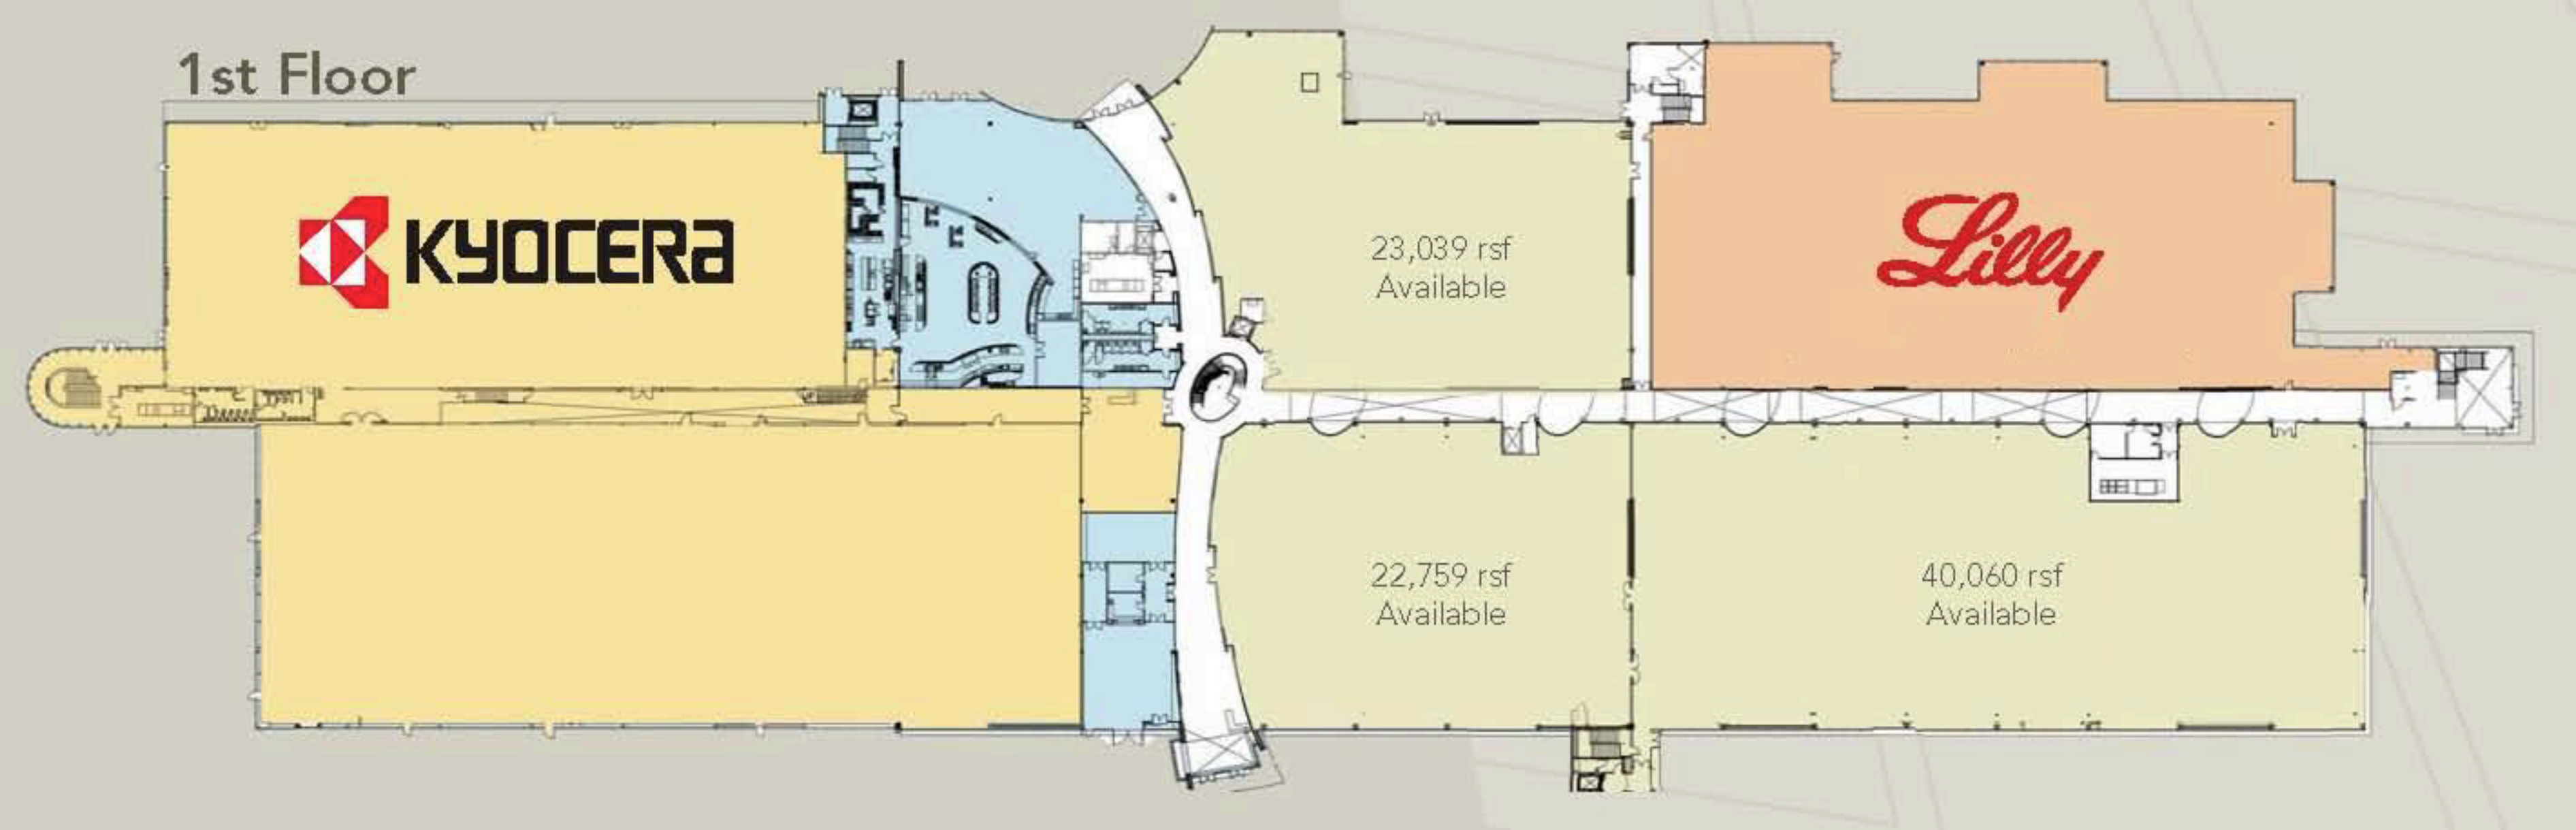 1st Floor
KYOCERa
23,039 rsf
Available
Lilly
22,759 rsf
Available
40,060 rsf
Available